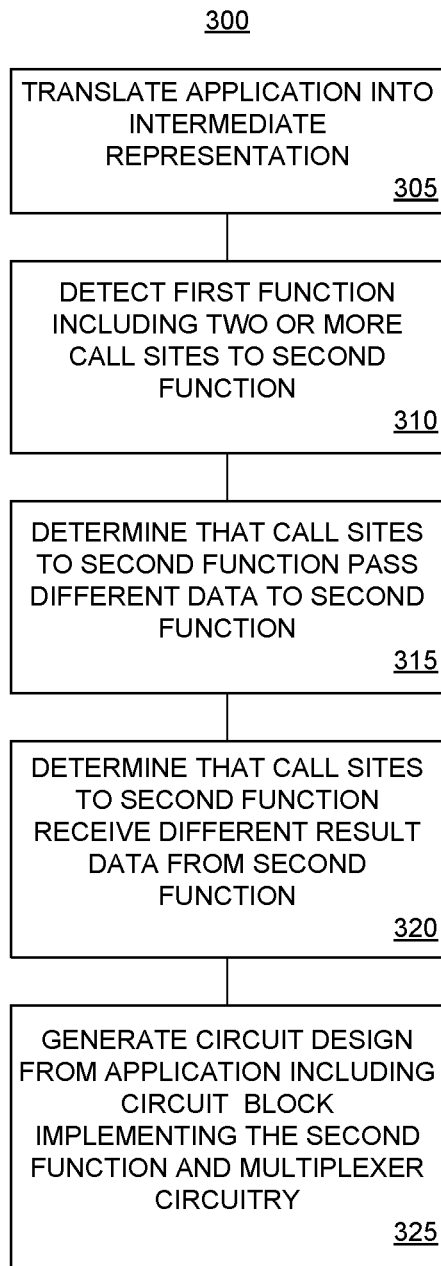 300
TRANSLATE APPLICATION INTO
INTERMEDIATE
REPRESENTATION
305
DETECT FIRST FUNCTION
INCLUDING TWO OR MORE
CALL SITES TO SECOND
FUNCTION
310
DETERMINE THAT CALL SITES
TO SECOND FUNCTION PASS
DIFFERENT DATA TO SECOND
FUNCTION
315
DETERMINE THAT CALL SITES
TO SECOND FUNCTION
RECEIVE DIFFERENT RESULT
DATA FROM SECOND
FUNCTION
320
GENERATE CIRCUIT DESIGN
FROM APPLICATION INCLUDING
CIRCUIT BLOCK
IMPLEMENTING THE SECOND
FUNCTION AND MULTIPLEXER
CIRCUITRY
325